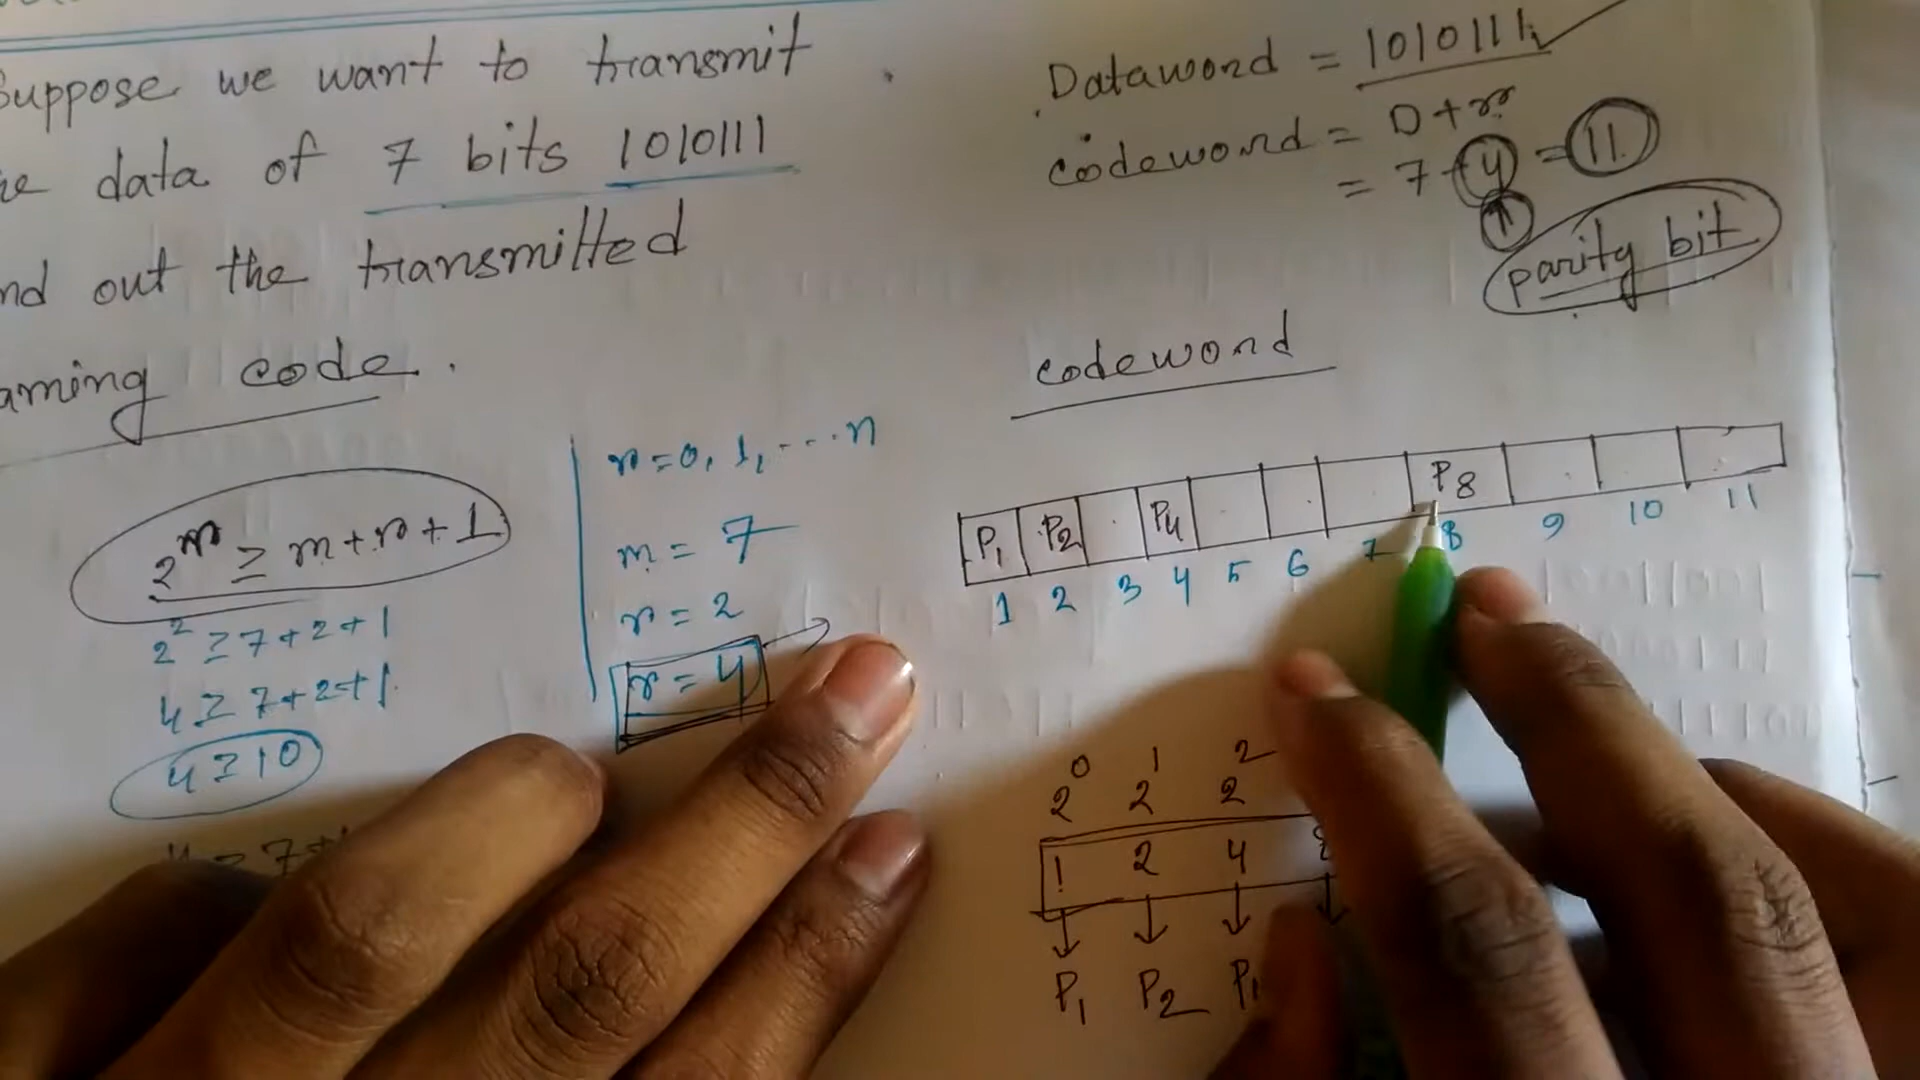 Suppose we want to transmit
data of 7 bits 1010111
out the transmitted
code.
2^r ≥ m+r+1
2^2 ≥ 7+2+1
4 ≥ 7+2+1
4 ≥ 10
r = 0, 1, ... n
m = 7
r = 2
r = 4
Dataword = 1010111
codeword = D+r
= 7+4 = 11
parity bit
codeword
P1 P2 P4 P8
1 2 3 4 5 6 7 8 9 10 11
2^0 2^1 2^2
1 2 4
P1 P2